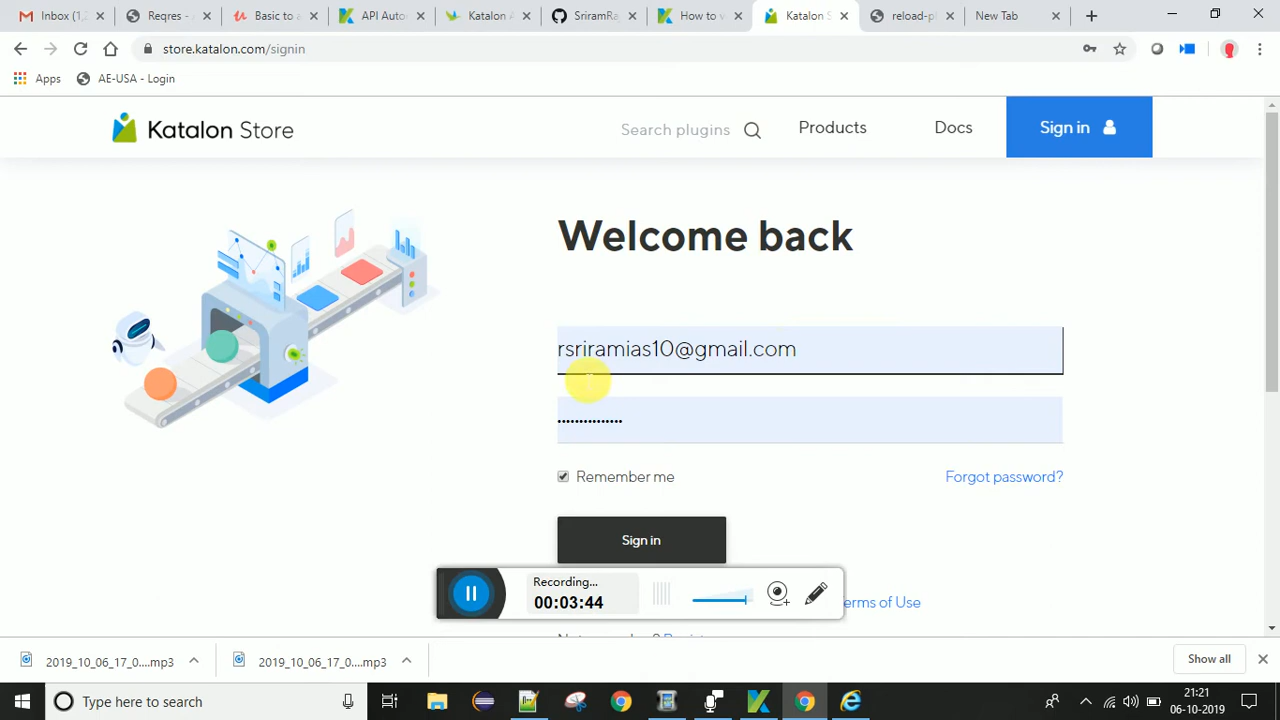 Inbox (1,
Reqres -
Basic to a
API Auto
Katalon A
SriramRa
How to v
Katalon S
reload-p
New Tab
store.katalon.com/signin
Apps
AE-USA - Login
Katalon Store
Search plugins
Products
Docs
Sign in
Welcome back
rsriramias10@gmail.com
Remember me
Forgot password?
Sign in
Recording...
00:03:44
erms of Use
2019_10_06_17_0....mp3
2019_10_06_17_0....mp3
Show all
Type here to search
21:21
06-10-2019